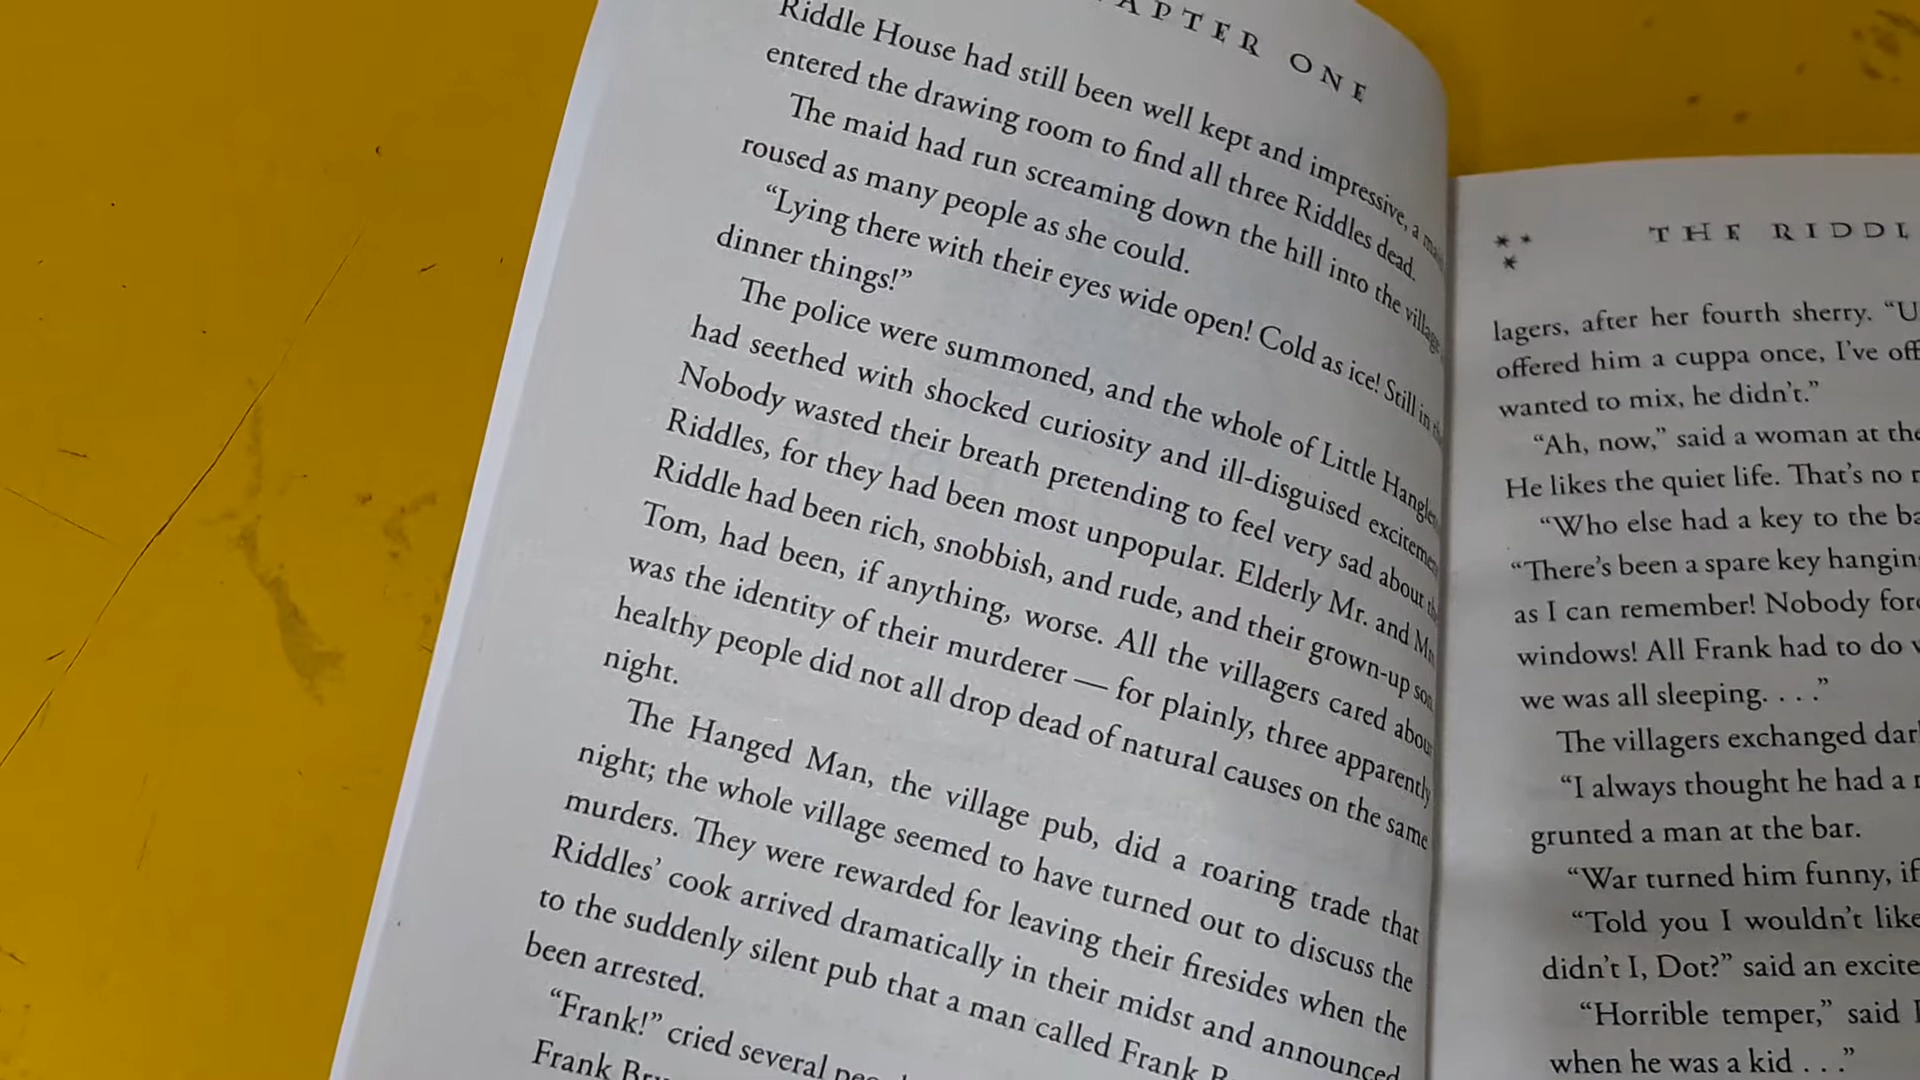 APTER ONE
Riddle House had still been well kept and impressive, a
entered the drawing room to find all three Riddles dead.
The maid had run screaming down the hill into the village
roused as many people as she could.
“Lying there with their eyes wide open! Cold as ice! Still in
dinner things!”
The police were summoned, and the whole of Little Hangle
had seethed with shocked curiosity and ill-disguised excitemen
Nobody wasted their breath pretending to feel very sad about
Riddles, for they had been most unpopular. Elderly Mr. and
Riddle had been rich, snobbish, and rude, and their grown-up
Tom, had been, if anything, worse. All the villagers cared abou
was the identity of their murderer — for plainly, three apparently
healthy people did not all drop dead of natural causes on the same
night.
The Hanged Man, the village pub, did a roaring trade that
night; the whole village seemed to have turned out to discuss the
murders. They were rewarded for leaving their firesides when the
Riddles’ cook arrived dramatically in their midst and announced
to the suddenly silent pub that a man called Frank
been arrested.
“Frank!” cried several
Frank
THE RIDDL
lagers, after her fourth sherry. “U
offered him a cuppa once, I’ve off
wanted to mix, he didn’t.”
“Ah, now,” said a woman at the
He likes the quiet life. That’s no r
“Who else had a key to the ba
“There’s been a spare key hangin
as I can remember! Nobody forc
windows! All Frank had to do
we was all sleeping. . . .”
The villagers exchanged dar
“I always thought he had a
grunted a man at the bar.
“War turned him funny, if
“Told you I wouldn’t like
didn’t I, Dot?” said an excite
“Horrible temper,” said
when he was a kid . . .”